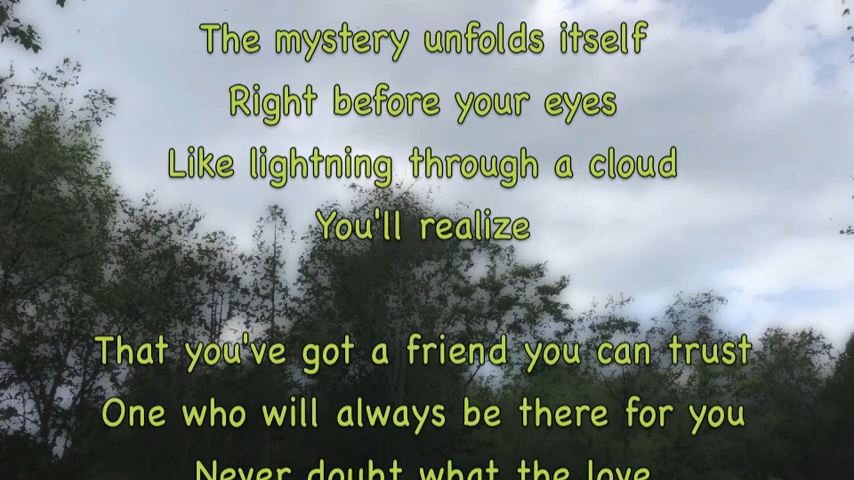 The mystery unfolds itself
Right before your eyes
Like lightning through a cloud
You'll realize
That you've got a friend you can trust
One who will always be there for you
Never doubt what the love